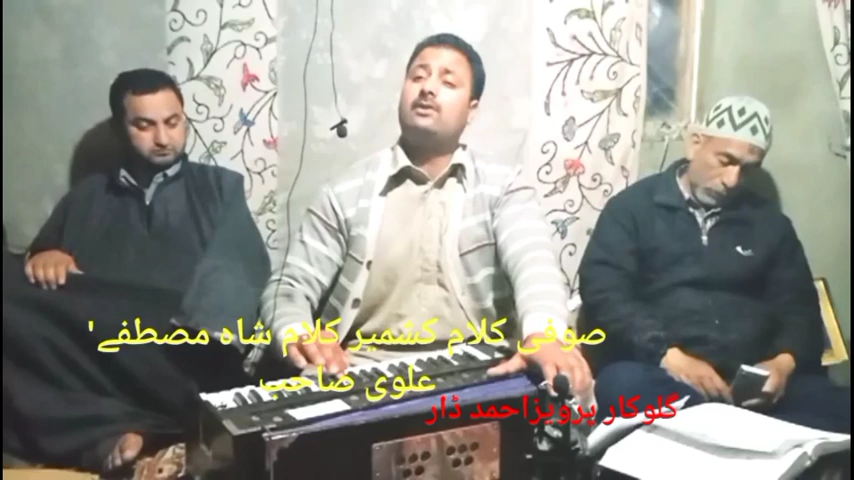 صوفی کلام کشمیر کلام شاہ مصطفے'
علوی صاحب
گلوکار پرویزاحمد ڈار